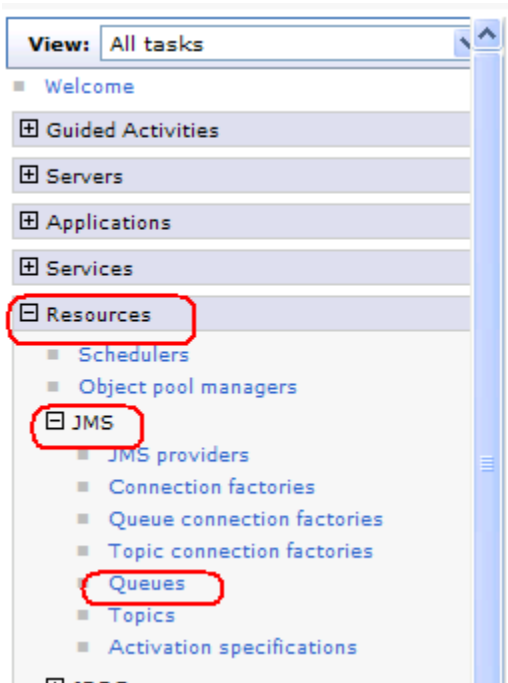 View: All tasks
Welcome
Guided Activities
Servers
Applications
Services
Resources
Schedulers
Object pool managers
JMS
JMS providers
Connection factories
Queue connection factories
Topic connection factories
Queues
Topics
Activation specifications